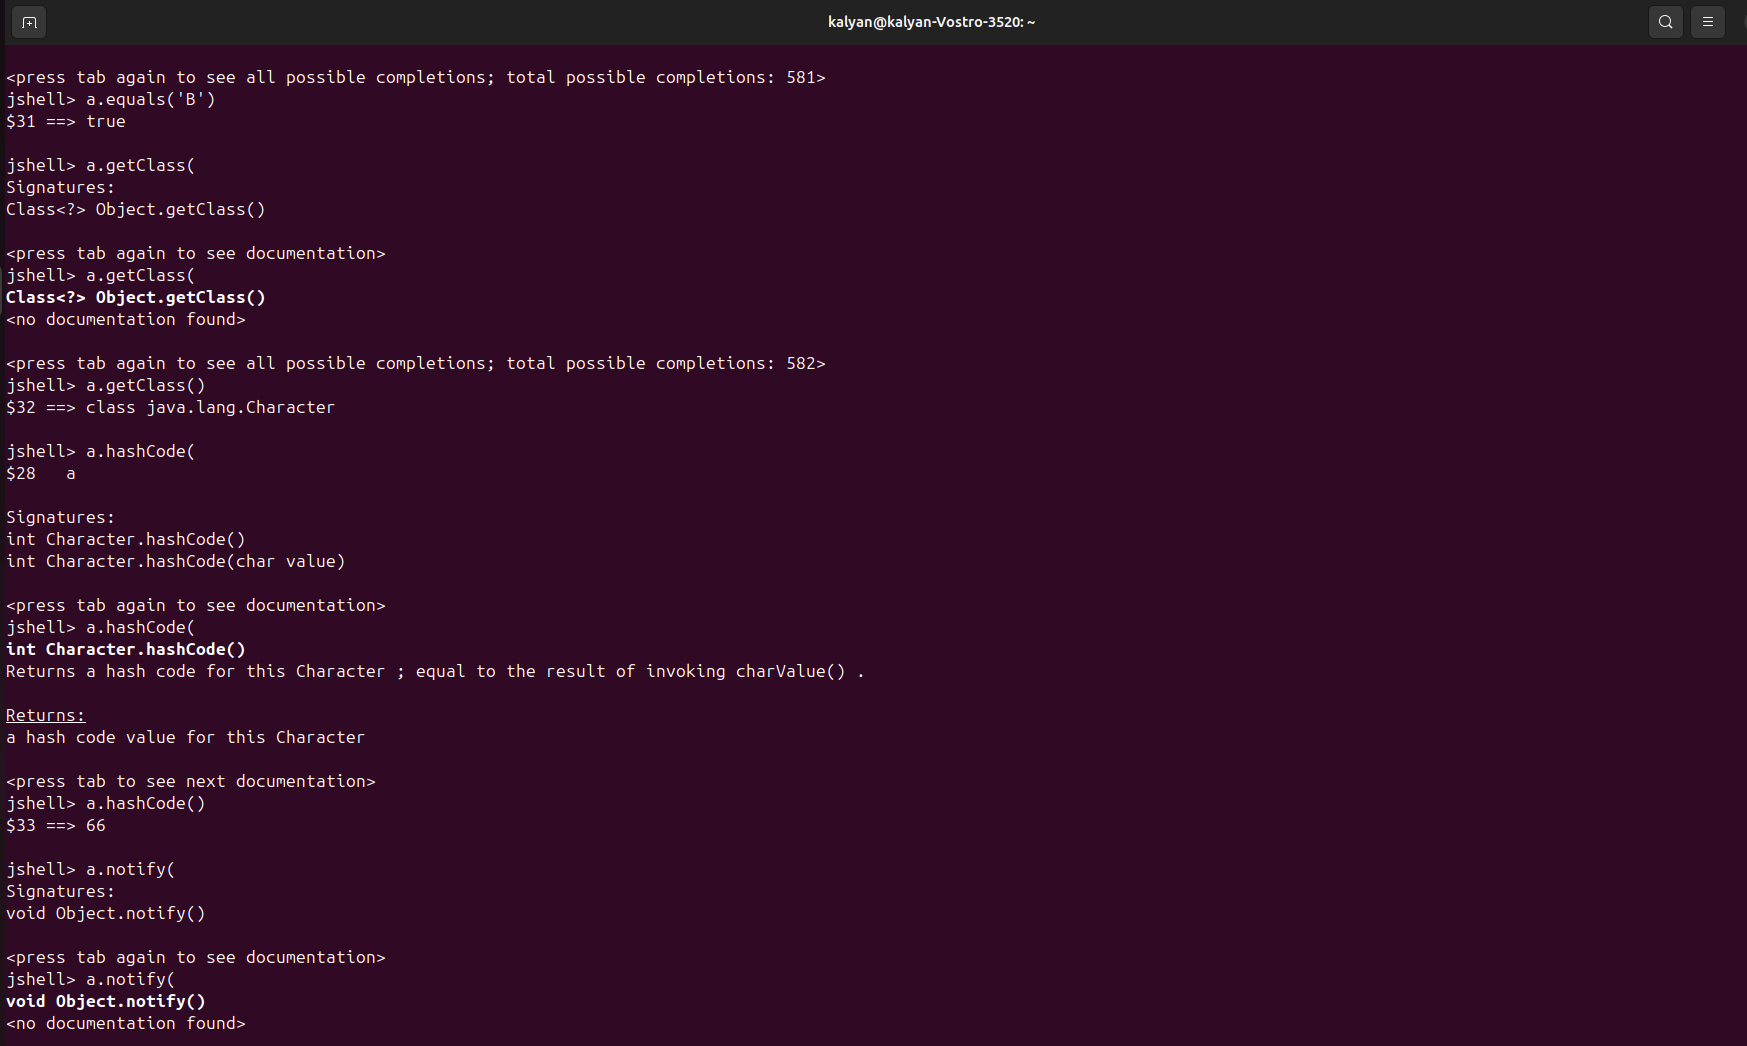 kalyan@kalyan-Vostro-3520: ~
<press tab again to see all possible completions; total possible completions: 581>
jshell> a.equals('B')
$31 ==> true
jshell> a.getClass(
Signatures:
Class<?> Object.getClass()
<press tab again to see documentation>
jshell> a.getClass(
Class<?> Object.getClass()
<no documentation found>
<press tab again to see all possible completions; total possible completions: 582>
jshell> a.getClass()
$32 ==> class java.lang.Character
jshell> a.hashCode(
$28   a
Signatures:
int Character.hashCode()
int Character.hashCode(char value)
<press tab again to see documentation>
jshell> a.hashCode(
int Character.hashCode()
Returns a hash code for this Character ; equal to the result of invoking charValue() .
Returns:
a hash code value for this Character
<press tab to see next documentation>
jshell> a.hashCode()
$33 ==> 66
jshell> a.notify(
Signatures:
void Object.notify()
<press tab again to see documentation>
jshell> a.notify(
void Object.notify()
<no documentation found>